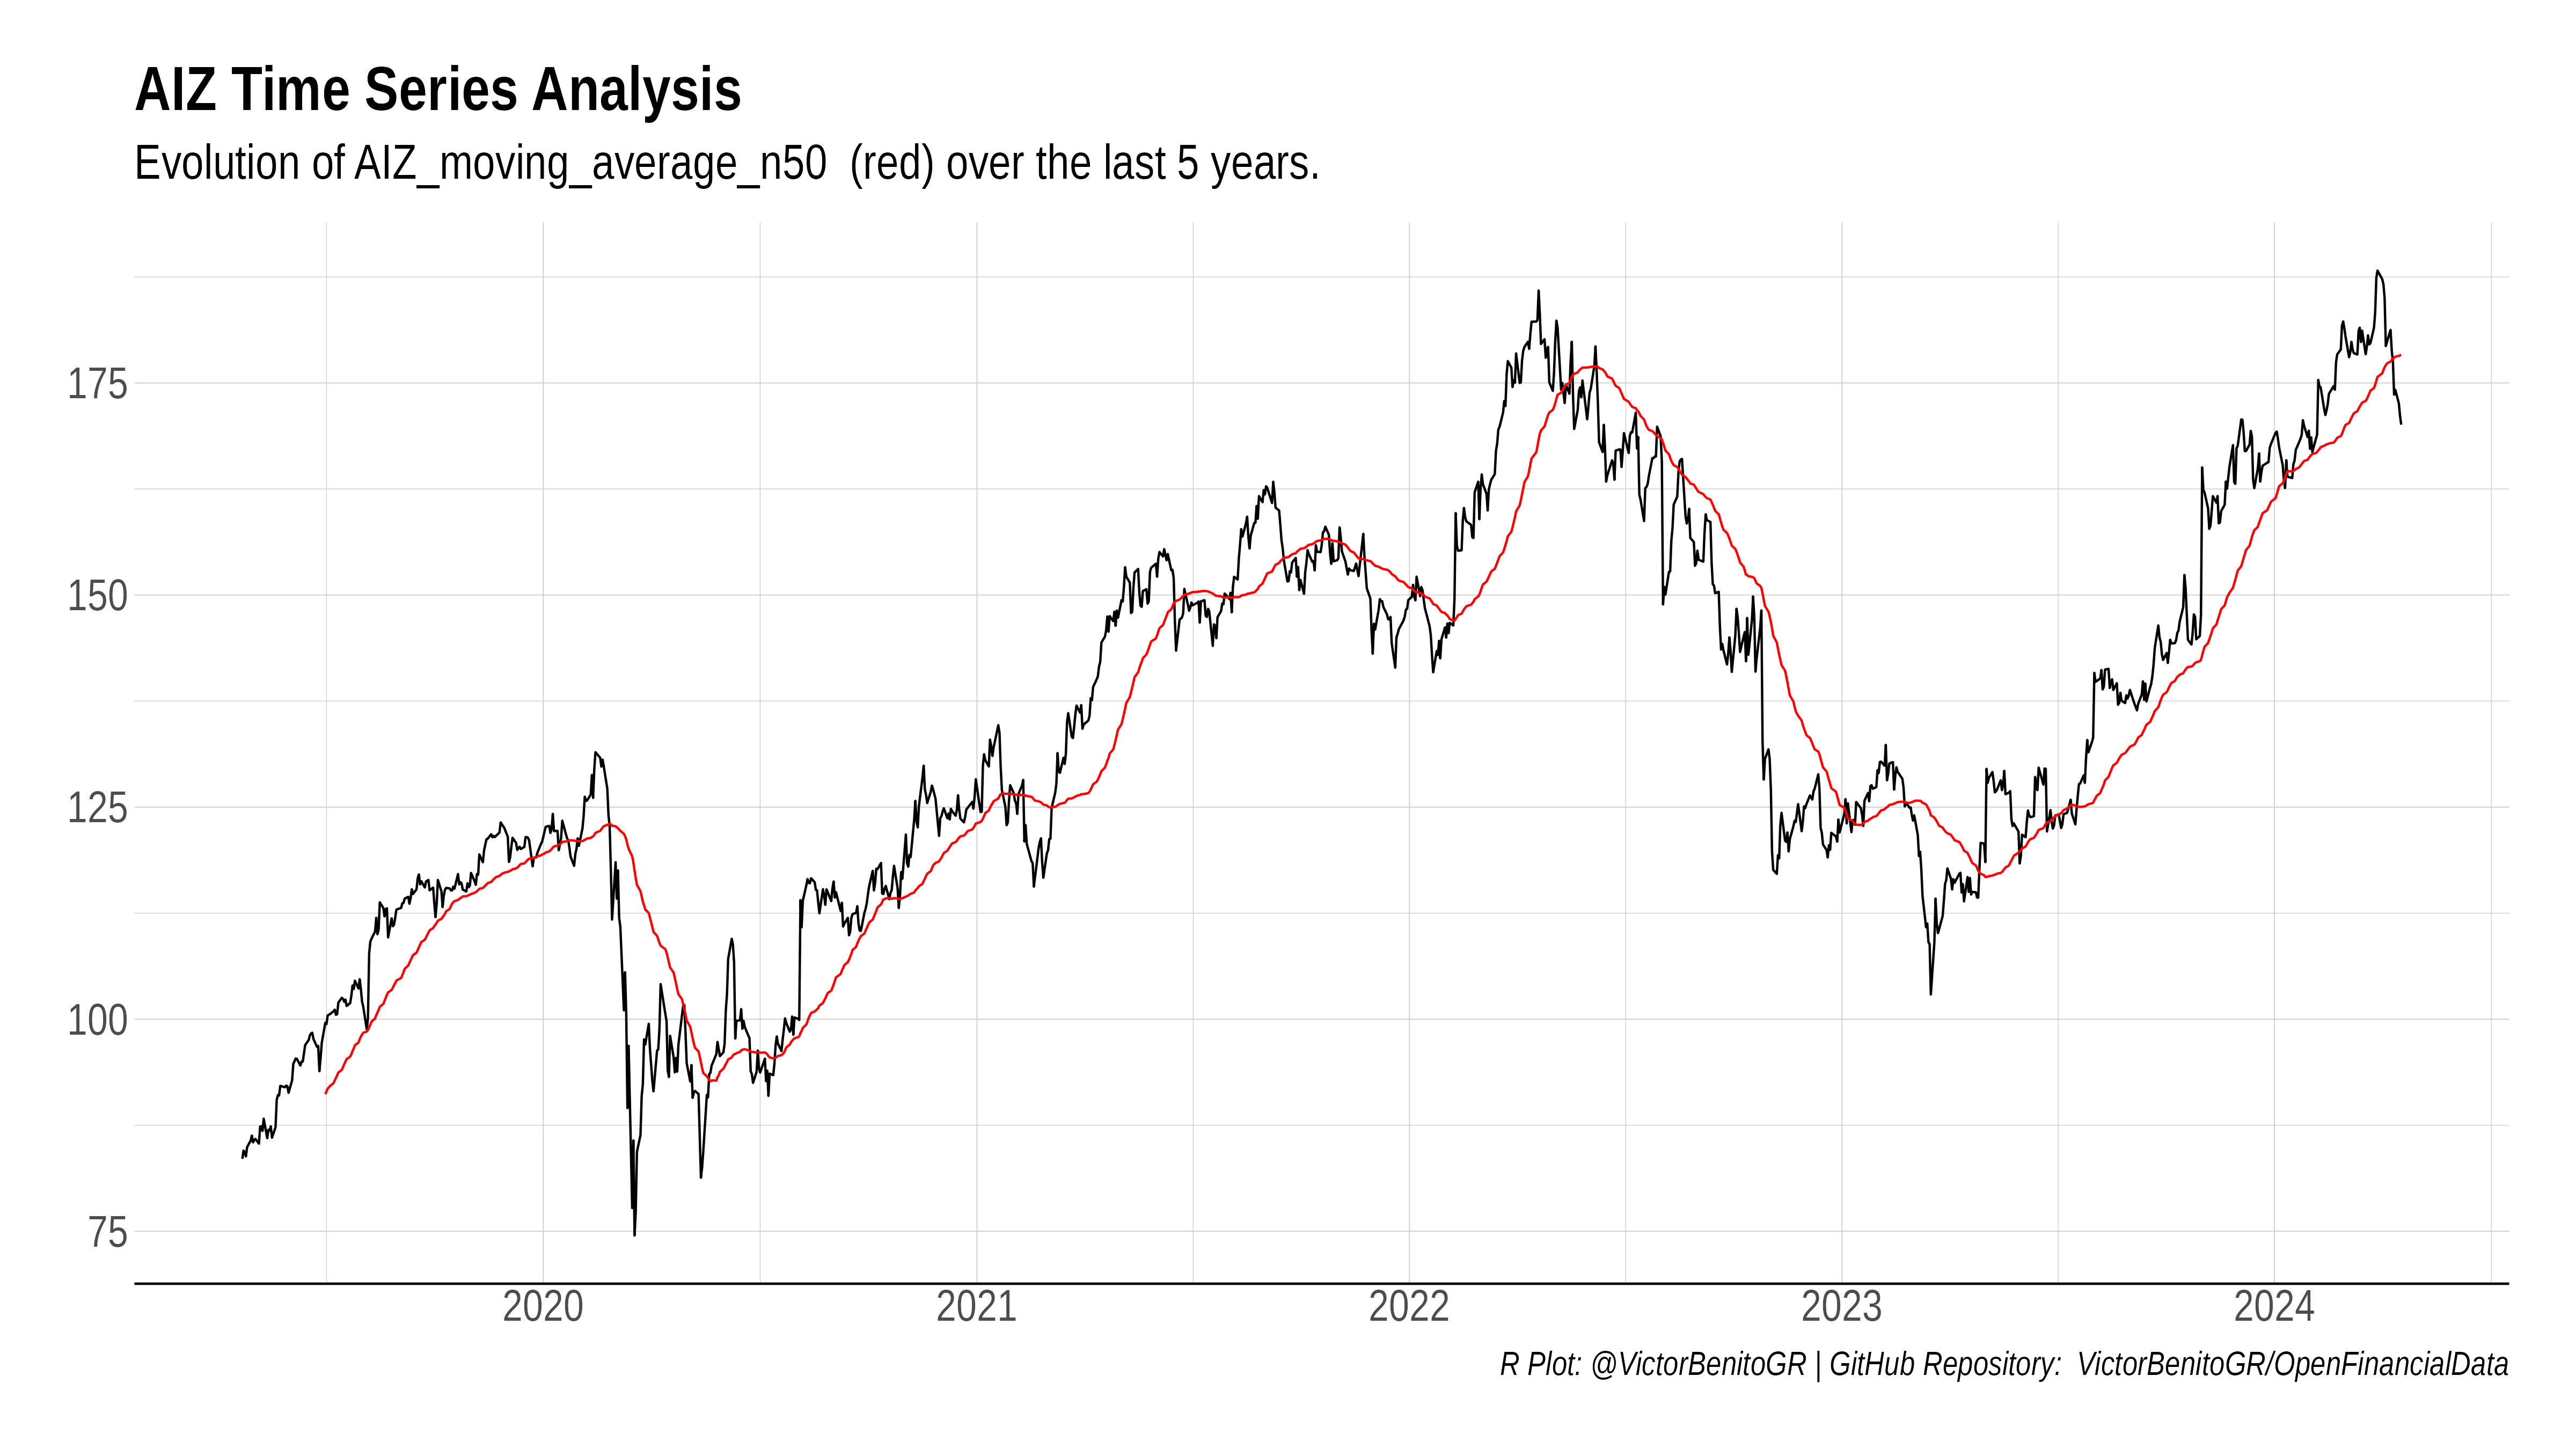 AIZ Time Series Analysis
Evolution of AIZ_moving_average_n50  (red) over the last 5 years.
175
150
125
100
75
2020 2021 2022 2023 2024
R Plot: @VictorBenitoGR | GitHub Repository:  VictorBenitoGR/OpenFinancialData